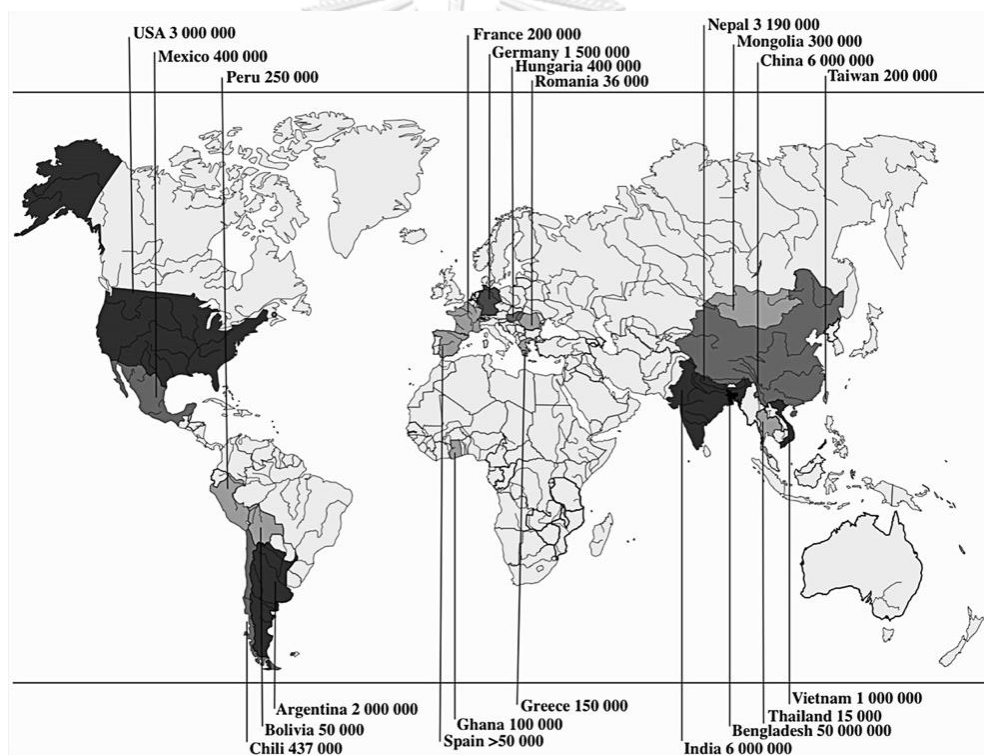 USA 3 000 000
Mexico 400 000
Peru 250 000
France 200 000
Germany 1 500 000
Hungaria 400 000
Romania 36 000
Nepal 3 190 000
Mongolia 300 000
China 6 000 000
Taiwan 200 000
Argentina 2 000 000
Bolivia 50 000
Chili 437 000
Greece 150 000
Ghana 100 000
Spain >50 000
Vietnam 1 000 000
Thailand 15 000
Bengladesh 50 000 000
India 6 000 000